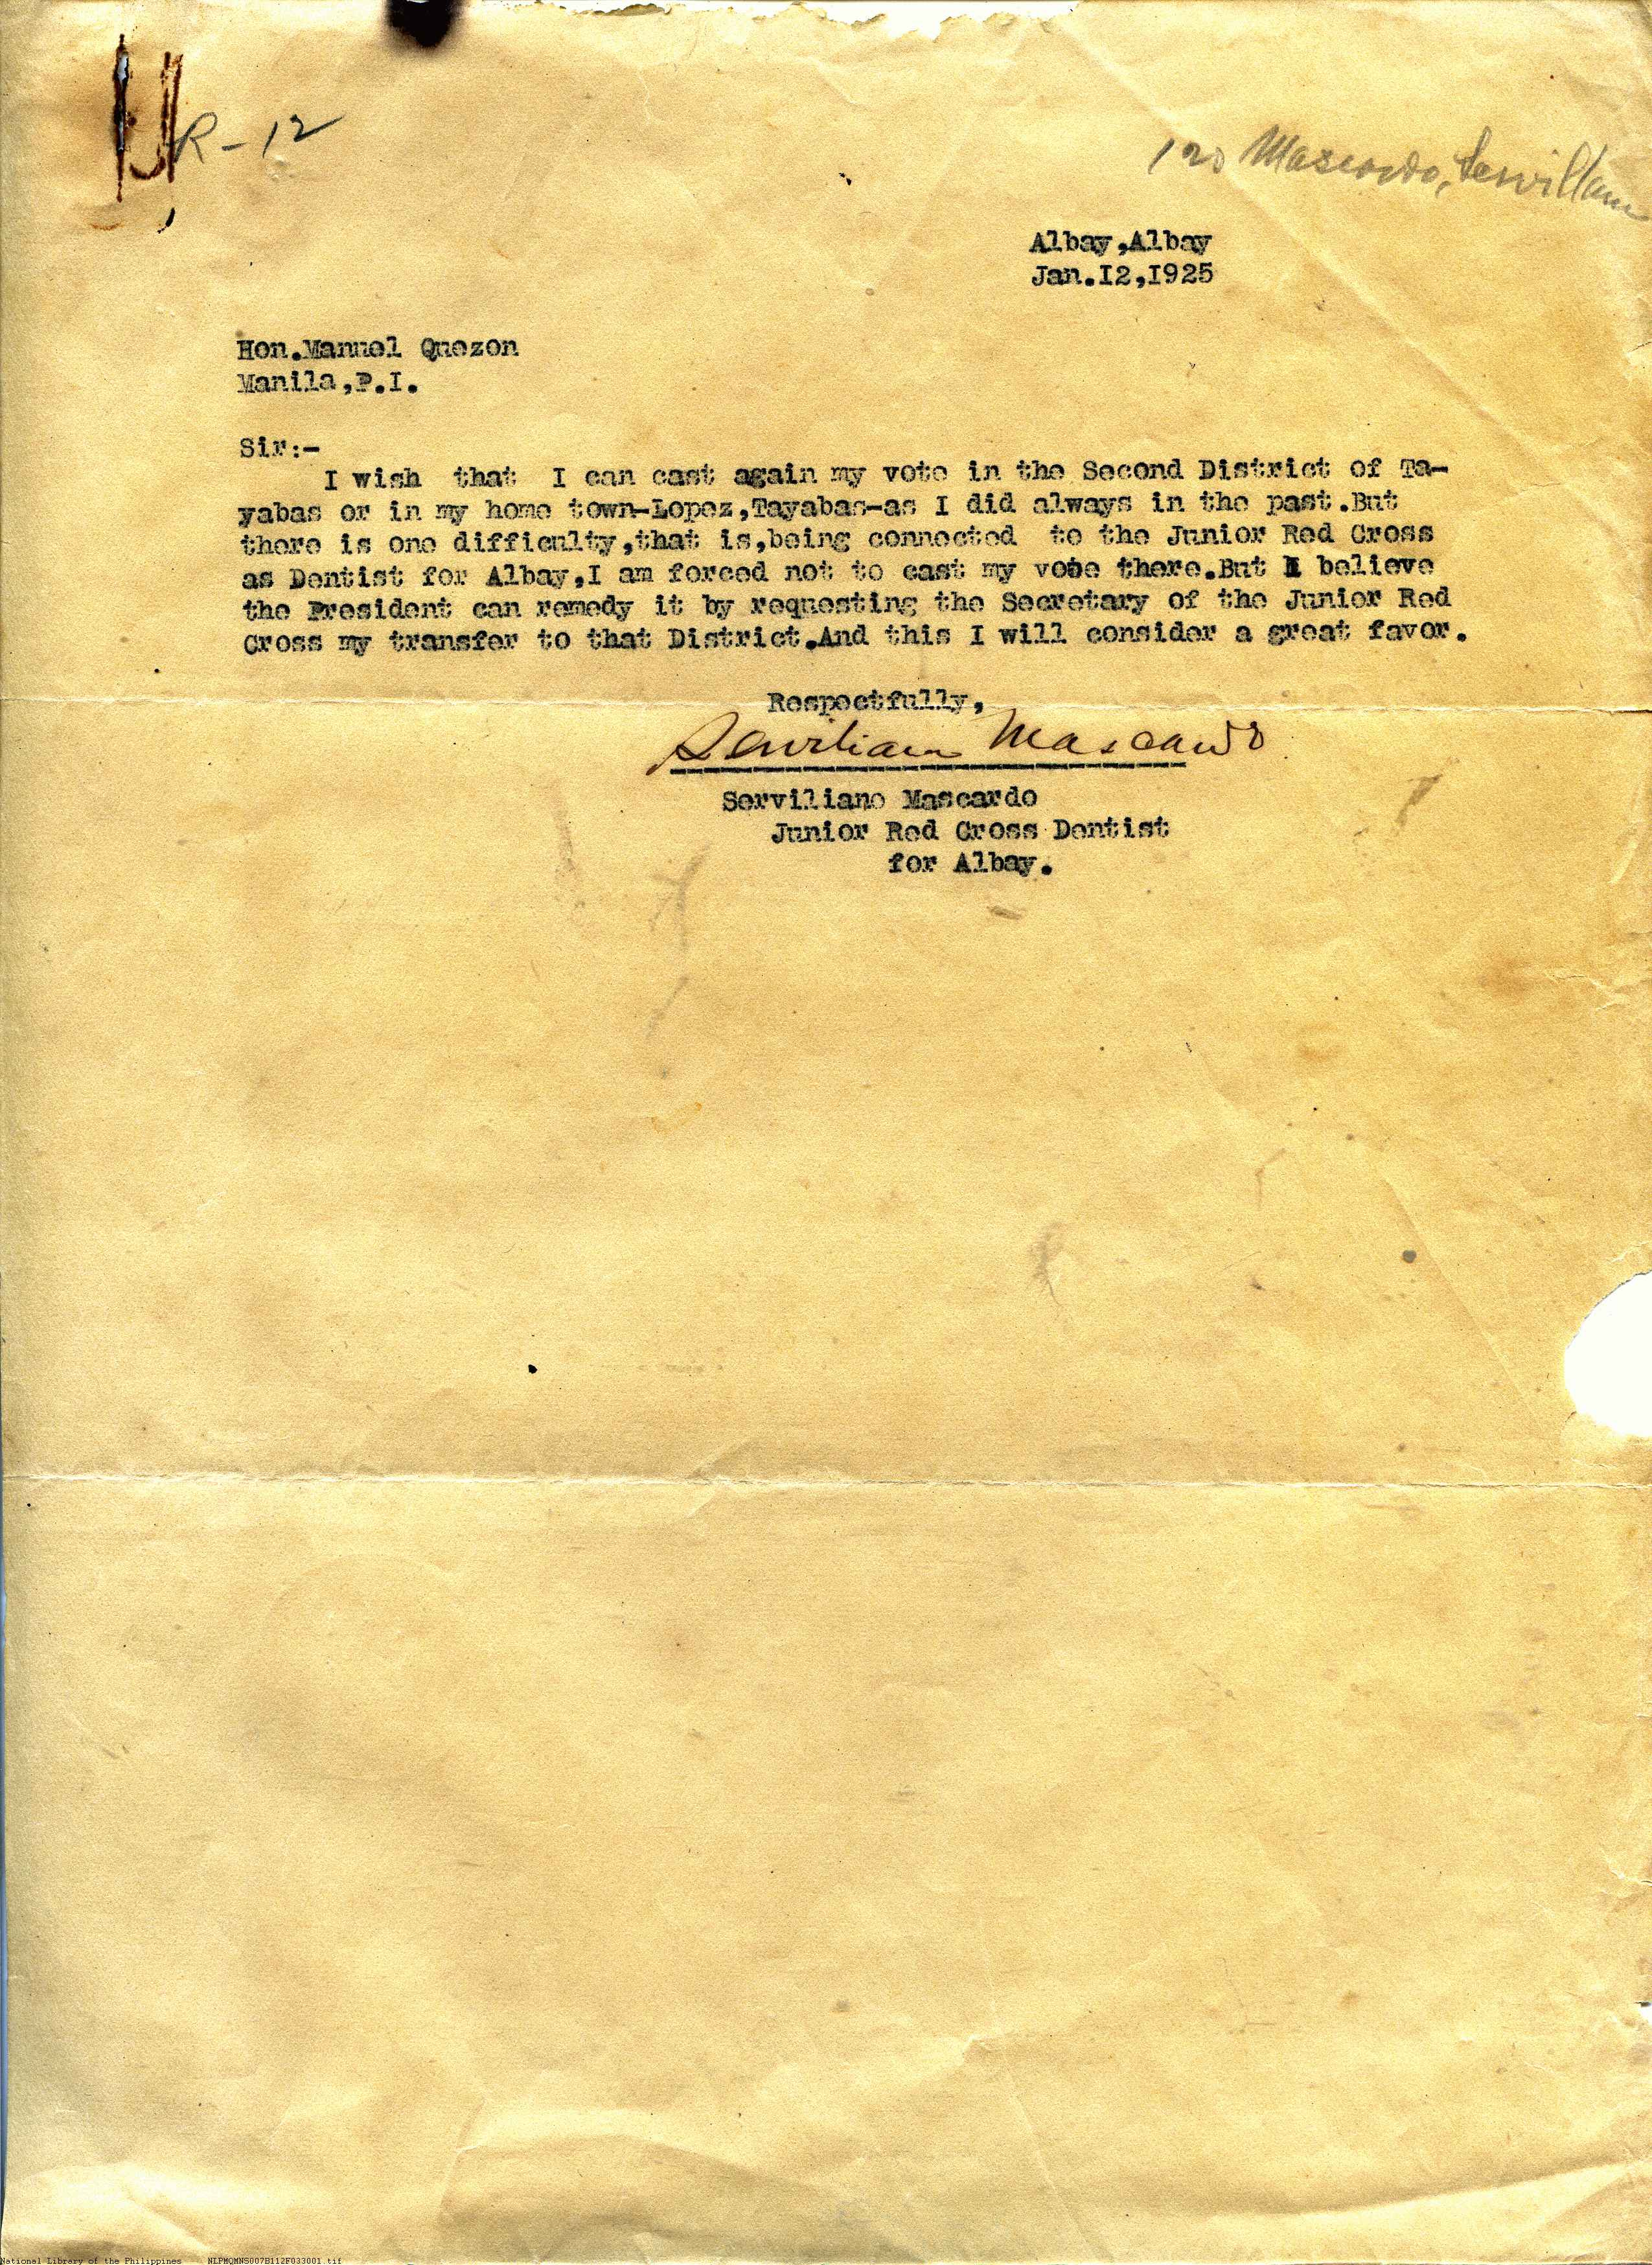 R-12
Mascardo, Servillano
Albay,Albay
Jan.I2,I925
Hon.Manuel Quezon
Manila,P.I.
Sir:-
I wish that I can cast again my vote in the Second District of Ta-
yabas or in my home town-Lopez,Tayabas-as I did always in the past.But
there is one difficulty,that is,being connected to the Junior Red Cross
as Dentist for Albay,I am forced not to cast my vote there.But I believe
the President can remedy it by requesting the Secretary of the Junior Red
Cross my transfer to that District.And this I will consider a great favor.
Respectfully,
Serviliano Mascardo
Serviliano Mascardo
Junior Red Cross Dentist
for Albay.
National Library of the Philippines NLPMQMNS007B112F033001.tif